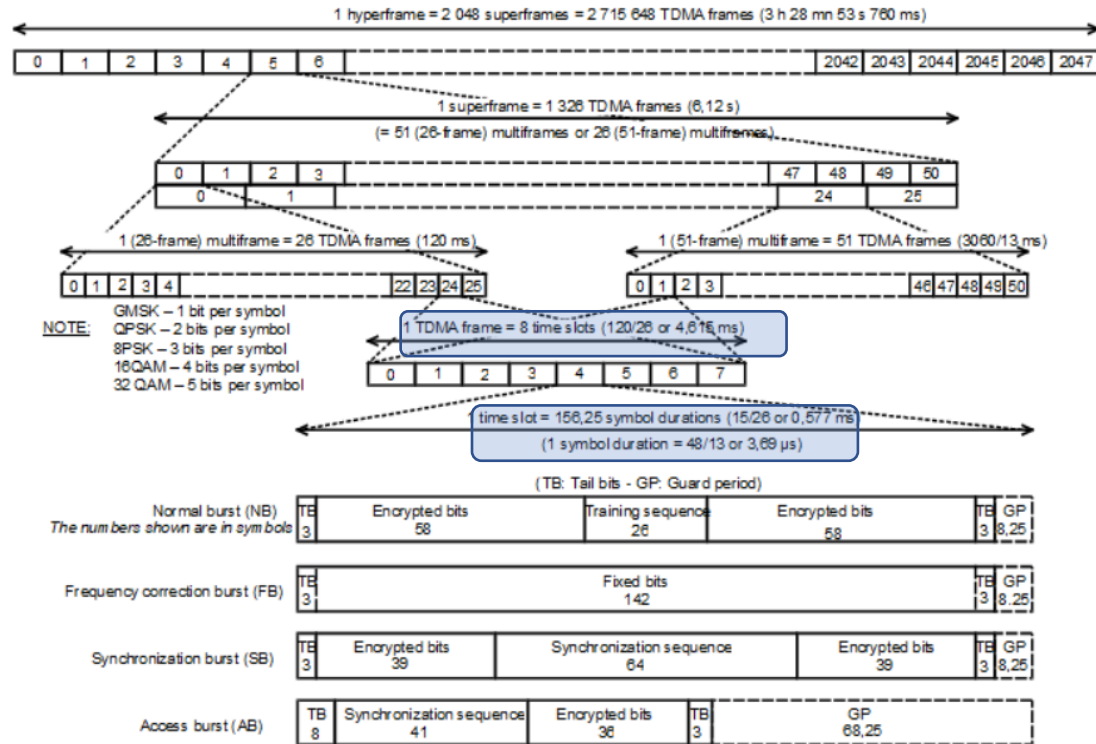 1 hyperframe = 2 048 superframes = 2 715 648 TDMA frames (3 h 28 mn 53 s 760 ms)
0 1 2 3 4 5 6 2042 2043 2044 2045 2046 2047
1 superframe = 1 326 TDMA frames (6,12 s)
(= 51 (26-frame) multiframes or 26 (51-frame) multiframes)
0 1 2 3 47 48 49 50
0 1 24 25
1 (26-frame) multiframe = 26 TDMA frames (120 ms)
1 (51-frame) multiframe = 51 TDMA frames (3060/13 ms)
0 1 2 3 4 22 23 24 25
0 1 2 3 46 47 48 49 50
NOTE:
GMSK – 1 bit per symbol
QPSK – 2 bits per symbol
8PSK – 3 bits per symbol
16QAM – 4 bits per symbol
32 QAM – 5 bits per symbol
1 TDMA frame = 8 time slots (120/26 or 4,615 ms)
0 1 2 3 4 5 6 7
time slot = 156,25 symbol durations (15/26 or 0,577 ms
(1 symbol duration = 48/13 or 3,69 µs)
(TB: Tail bits - GP: Guard period)
Normal burst (NB)
The numbers shown are in symbols
TB Encrypted bits Training sequence Encrypted bits TB GP
3 58 26 58 3 8,25
Frequency correction burst (FB)
TB Fixed bits TB GP
3 142 3 8.25
Synchronization burst (SB)
TB Encrypted bits Synchronization sequence Encrypted bits TB GP
3 39 64 39 3 8,25
Access burst (AB)
TB Synchronization sequence Encrypted bits TB GP
8 41 36 3 68,25